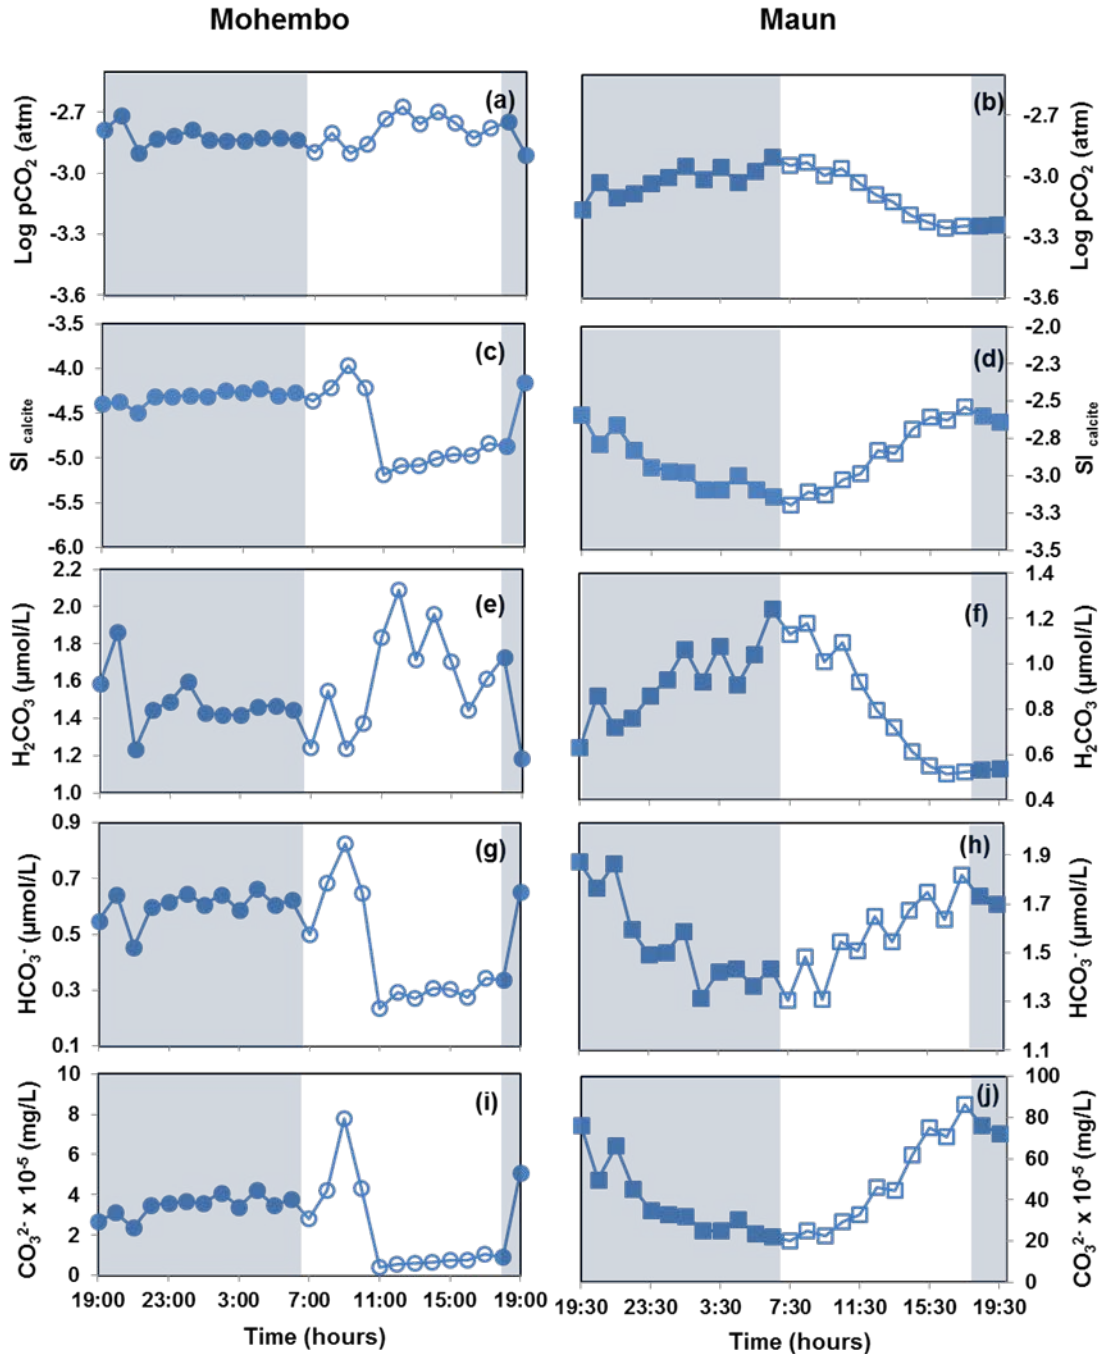 Mohembo Maun
Log pCO2 (atm)
-2.7
-3.0
-3.3
-3.6
(a)
(b)
-2.7
-3.0
-3.3
-3.6
Log pCO2 (atm)
SI calcite
-3.5
-4.0
-4.5
-5.0
-5.5
-6.0
(c)
(d)
-2.0
-2.3
-2.5
-2.8
-3.0
-3.3
-3.5
SI calcite
H2CO3 (µmol/L)
2.2
2.0
1.8
1.6
1.4
1.2
1.0
(e)
(f)
1.4
1.2
1.0
0.8
0.6
0.4
H2CO3 (µmol/L)
HCO3- (µmol/L)
0.9
0.7
0.5
0.3
0.1
(g)
(h)
1.9
1.7
1.5
1.3
1.1
HCO3- (µmol/L)
CO3 2- x 10-5 (mg/L)
10
8
6
4
2
0
(i)
(j)
100
80
60
40
20
0
CO3 2- x 10-5 (mg/L)
19:00 23:00 3:00 7:00 11:00 15:00 19:00
19:30 23:30 3:30 7:30 11:30 15:30 19:30
Time (hours)
Time (hours)